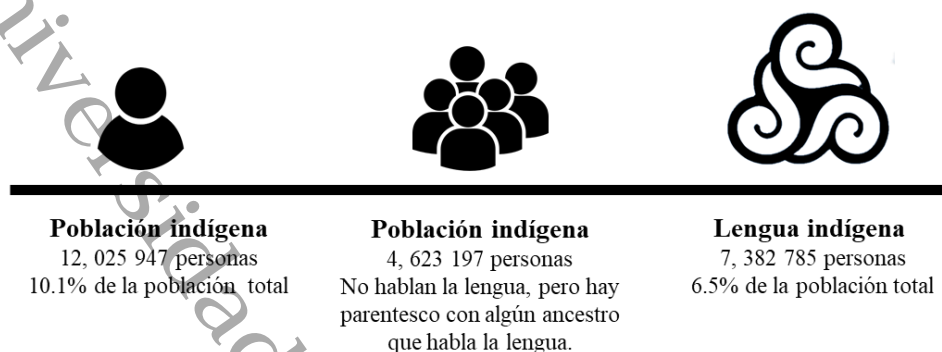 Universidad
Población indígena
12, 025 947 personas
10.1% de la población total
Población indígena
4, 623 197 personas
No hablan la lengua, pero hay
parentesco con algún ancestro
que habla la lengua.
Lengua indígena
7, 382 785 personas
6.5% de la población total